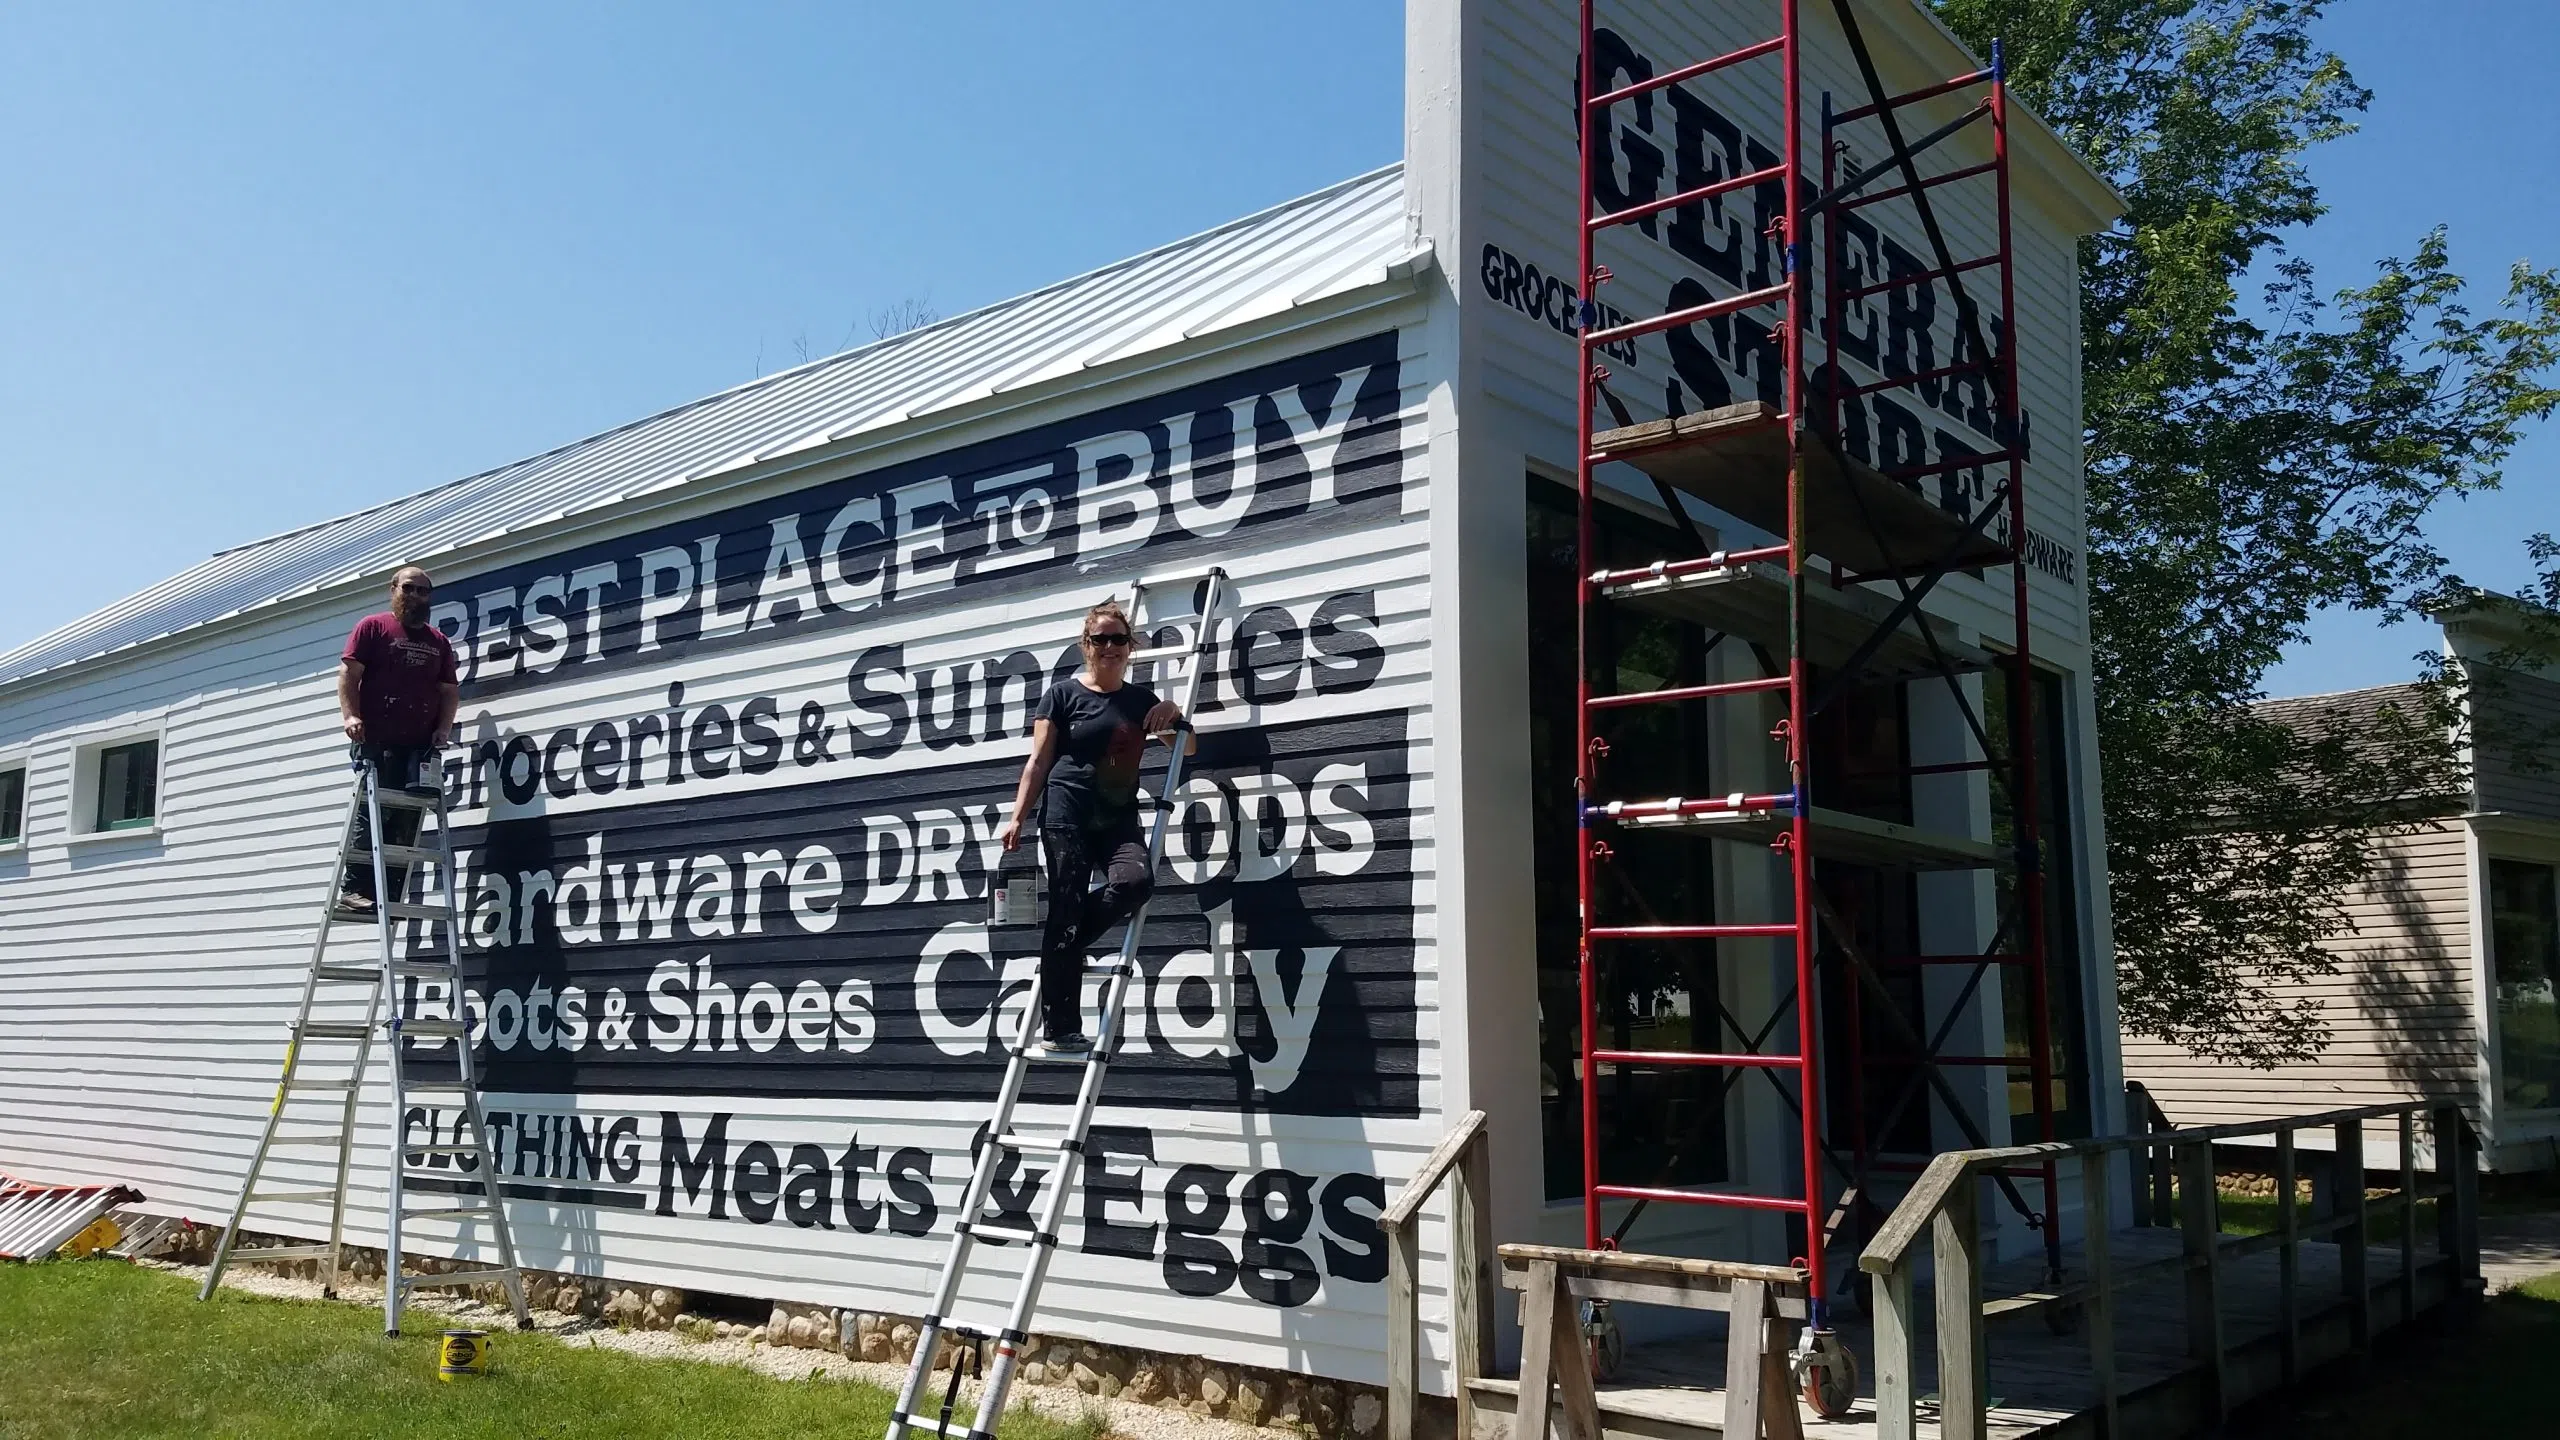 BEST PLACE TO BUY
Groceries & Sundries
Hardware DRY GOODS
Boots & Shoes Candy
CLOTHING Meats & Eggs
GENERAL
STORE
GROCERIES
HARDWARE
Cabot